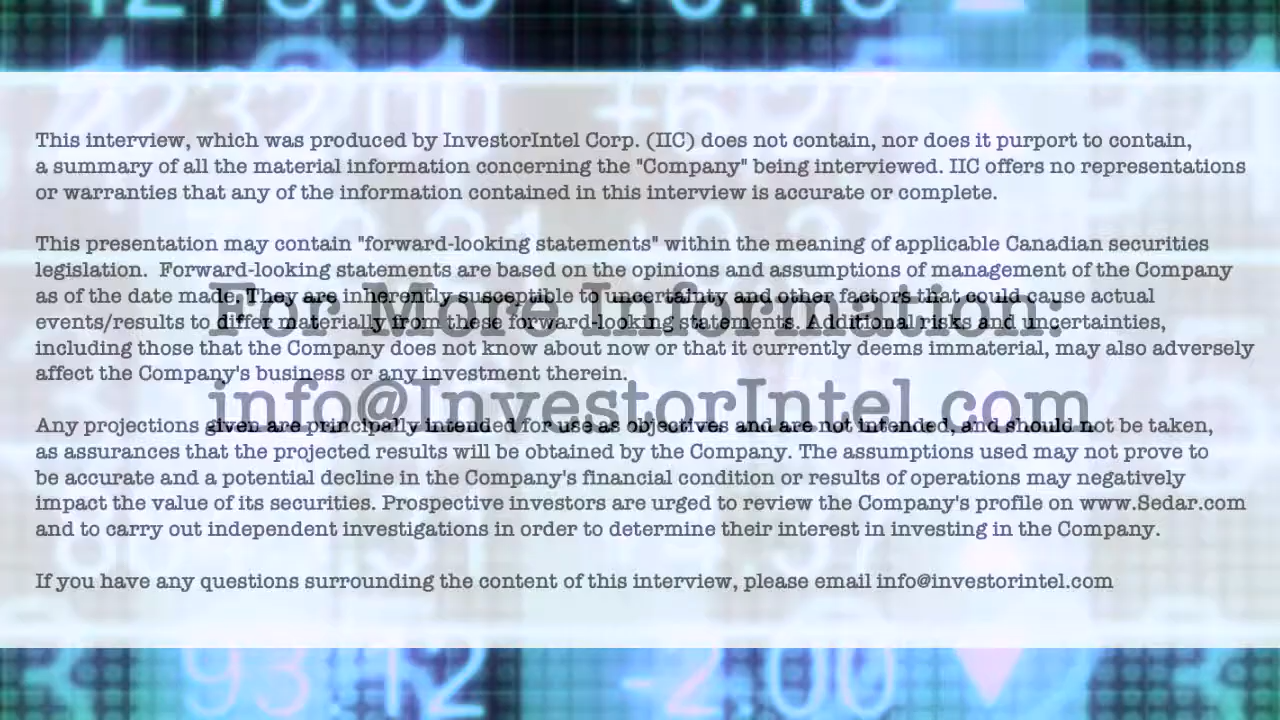 4275.00 +0.18
4232.00 +6.27
This interview, which was produced by InvestorIntel Corp. (IIC) does not contain, nor does it purport to contain,
a summary of all the material information concerning the "Company" being interviewed. IIC offers no representations
or warranties that any of the information contained in this interview is accurate or complete.
This presentation may contain "forward-looking statements" within the meaning of applicable Canadian securities
legislation.  Forward-looking statements are based on the opinions and assumptions of management of the Company
as of the date made. They are inherently susceptible to uncertainty and other factors that could cause actual
events/results to differ materially from these forward-looking statements. Additional risks and uncertainties,
including those that the Company does not know about now or that it currently deems immaterial, may also adversely
affect the Company's business or any investment therein.
For More Information:
info@InvestorIntel.com
Any projections given are principally intended for use as objectives and are not intended, and should not be taken,
as assurances that the projected results will be obtained by the Company. The assumptions used may not prove to
be accurate and a potential decline in the Company's financial condition or results of operations may negatively
impact the value of its securities. Prospective investors are urged to review the Company's profile on www.Sedar.com
and to carry out independent investigations in order to determine their interest in investing in the Company.
If you have any questions surrounding the content of this interview, please email info@investorintel.com
93.12 -2.00